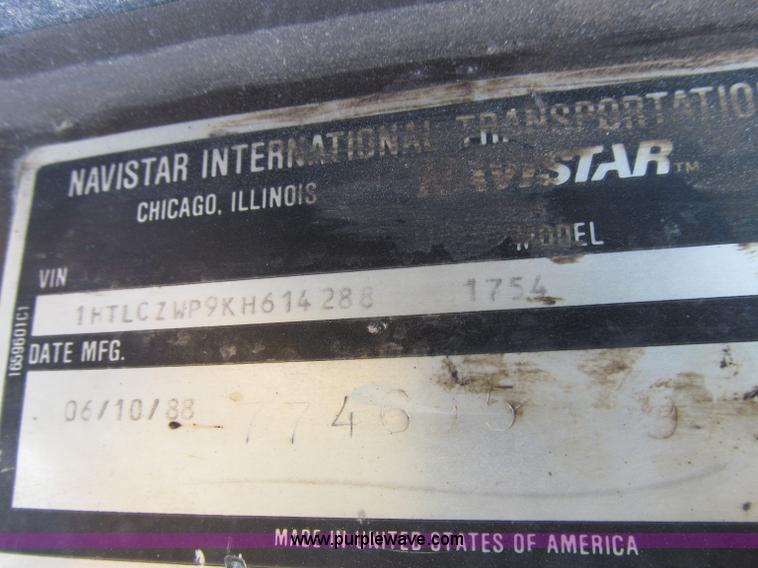 NAVISTAR INTERNATIONAL TRANSPORTATIO
CHICAGO, ILLINOIS NAVISTAR™
MODEL
VIN
1HTLCZWP9KH614288 1754
1659601C1
DATE MFG.
06/10/88
MADE IN UNITED STATES OF AMERICA
www.purplewave.com